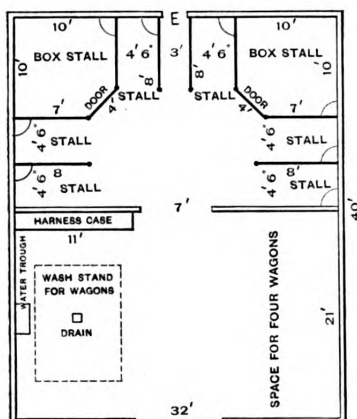 10'
E
10'
BOX STALL
4' 6"
3'
4' 6"
BOX STALL
10'
8'
8'
10'
DOOR
4'
STALL
STALL
DOOR
4'
7'
7'
4' 6"
STALL
STALL
4' 6"
8
8'
4' 6"
STALL
4' 6"
STALL
7'
40'
HARNESS CASE
11'
WATER TROUGH
WASH STAND
FOR WAGONS
DRAIN
SPACE FOR FOUR WAGONS
21'
32'